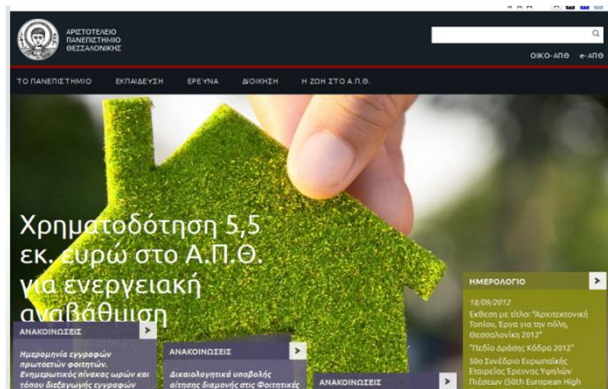 Α Α Α
ΑΡΙΣΤΟΤΕΛΕΙΟ
ΠΑΝΕΠΙΣΤΗΜΙΟ
ΘΕΣΣΑΛΟΝΙΚΗΣ
ΟΙΚΟ-ΑΠΘ e-ΑΠΘ
ΤΟ ΠΑΝΕΠΙΣΤΗΜΙΟ ΕΚΠΑΙΔΕΥΣΗ ΕΡΕΥΝΑ ΔΙΟΙΚΗΣΗ Η ΖΩΗ ΣΤΟ Α.Π.Θ.
Χρηματοδότηση 5,5
εκ. ευρώ στο Α.Π.Θ.
για ενεργειακή
αναβάθμιση
ΑΝΑΚΟΙΝΩΣΕΙΣ
Ημερομηνία εγγραφών
πρωτοετών φοιτητών.
Ενημερωτικός πίνακας ωρών και
τόπου διεξαγωγής εγγραφών
ΑΝΑΚΟΙΝΩΣΕΙΣ
Δικαιολογητικά υποβολής
αίτησης διαμονής στις Φοιτητικές
ΑΝΑΚΟΙΝΩΣΕΙΣ
ΗΜΕΡΟΛΟΓΙΟ
18/09/2012
Έκθεση με τίτλο: "Αρχιτεκτονική
Τοπίου, Έργα για την πόλη,
Θεσσαλονίκη 2012"
"Πεδίο Δράσης Κόδρα 2012"
50ο Συνέδριο Ευρωπαϊκής
Εταιρείας Έρευνας Υψηλών
Πιέσεων (50th European High